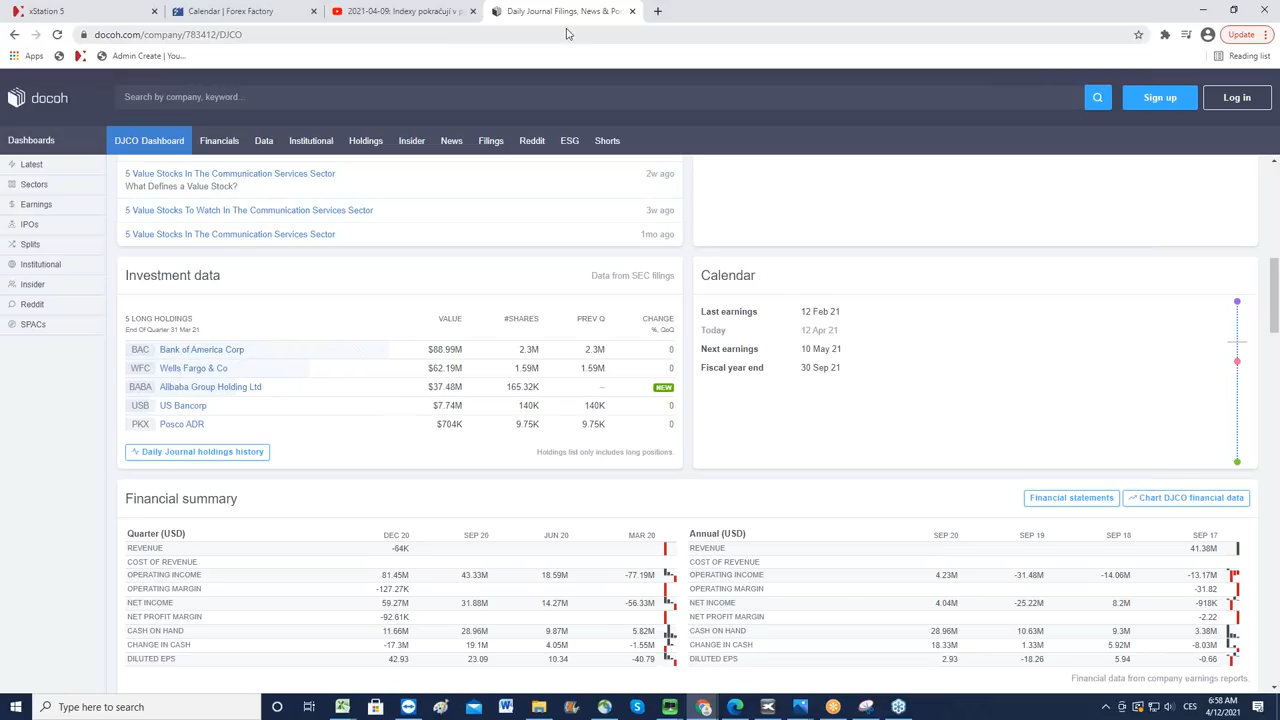 xStation 5
Calendar | Forex Factory
2021-04-09: Indexy pokračují v p
Daily Journal Filings, News & Po
docoh.com/company/783412/DJCO
Update
Apps
Admin Create | You...
Reading list
docoh
Search by company, keyword...
Sign up
Log in
Dashboards
DJCO Dashboard
Financials
Data
Institutional
Holdings
Insider
News
Filings
Reddit
ESG
Shorts
Latest
Sectors
Earnings
IPOs
Splits
Institutional
Insider
Reddit
SPACs
5 Value Stocks In The Communication Services Sector 2w ago
What Defines a Value Stock?
5 Value Stocks To Watch In The Communication Services Sector 3w ago
5 Value Stocks In The Communication Services Sector 1mo ago
Investment data
Data from SEC filings
5 LONG HOLDINGS VALUE #SHARES PREV Q CHANGE
End Of Quarter 31 Mar 21 %, QoQ
BAC Bank of America Corp $88.99M 2.3M 2.3M 0
WFC Wells Fargo & Co $62.19M 1.59M 1.59M 0
BABA Alibaba Group Holding Ltd $37.48M 165.32K – NEW
USB US Bancorp $7.74M 140K 140K 0
PKX Posco ADR $704K 9.75K 9.75K 0
Daily Journal holdings history
Holdings list only includes long positions.
Calendar
Last earnings 12 Feb 21
Today 12 Apr 21
Next earnings 10 May 21
Fiscal year end 30 Sep 21
Financial summary
Financial statements
Chart DJCO financial data
Quarter (USD) DEC 20 SEP 20 JUN 20 MAR 20
REVENUE -64K
COST OF REVENUE
OPERATING INCOME 81.45M 43.33M 18.59M -77.19M
OPERATING MARGIN -127.27K
NET INCOME 59.27M 31.88M 14.27M -56.33M
NET PROFIT MARGIN -92.61K
CASH ON HAND 11.66M 28.96M 9.87M 5.82M
CHANGE IN CASH -17.3M 19.1M 4.05M -1.55M
DILUTED EPS 42.93 23.09 10.34 -40.79
Annual (USD) SEP 20 SEP 19 SEP 18 SEP 17
REVENUE 41.38M
COST OF REVENUE
OPERATING INCOME 4.23M -31.48M -14.06M -13.17M
OPERATING MARGIN -31.82
NET INCOME 4.04M -25.22M 8.2M -918K
NET PROFIT MARGIN -2.22
CASH ON HAND 28.96M 10.63M 9.3M 3.38M
CHANGE IN CASH 18.33M 1.33M 5.92M -8.03M
DILUTED EPS 2.93 -18.26 5.94 -0.66
Financial data from company earnings reports.
Type here to search
CES
6:58 AM
4/12/2021